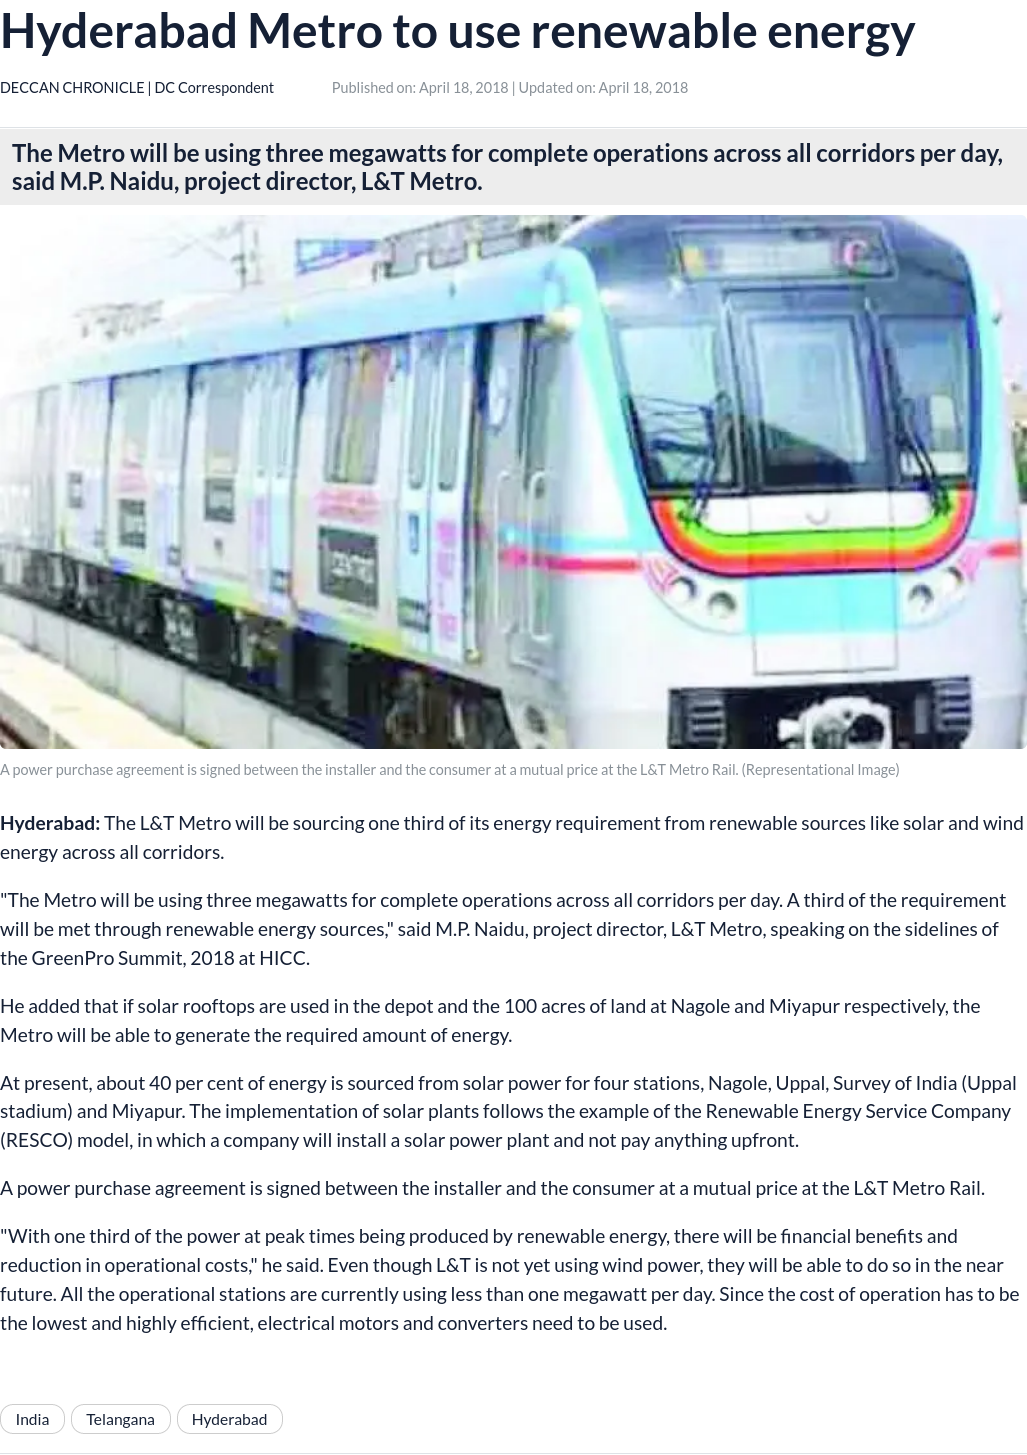 Hyderabad Metro to use renewable energy
DECCAN CHRONICLE | DC Correspondent Published on: April 18, 2018 | Updated on: April 18, 2018
The Metro will be using three megawatts for complete operations across all corridors per day,
said M.P. Naidu, project director, L&T Metro.
A power purchase agreement is signed between the installer and the consumer at a mutual price at the L&T Metro Rail. (Representational Image)
Hyderabad: The L&T Metro will be sourcing one third of its energy requirement from renewable sources like solar and wind
energy across all corridors.
"The Metro will be using three megawatts for complete operations across all corridors per day. A third of the requirement
will be met through renewable energy sources," said M.P. Naidu, project director, L&T Metro, speaking on the sidelines of
the GreenPro Summit, 2018 at HICC.
He added that if solar rooftops are used in the depot and the 100 acres of land at Nagole and Miyapur respectively, the
Metro will be able to generate the required amount of energy.
At present, about 40 per cent of energy is sourced from solar power for four stations, Nagole, Uppal, Survey of India (Uppal
stadium) and Miyapur. The implementation of solar plants follows the example of the Renewable Energy Service Company
(RESCO) model, in which a company will install a solar power plant and not pay anything upfront.
A power purchase agreement is signed between the installer and the consumer at a mutual price at the L&T Metro Rail.
"With one third of the power at peak times being produced by renewable energy, there will be financial benefits and
reduction in operational costs," he said. Even though L&T is not yet using wind power, they will be able to do so in the near
future. All the operational stations are currently using less than one megawatt per day. Since the cost of operation has to be
the lowest and highly efficient, electrical motors and converters need to be used.
India Telangana Hyderabad